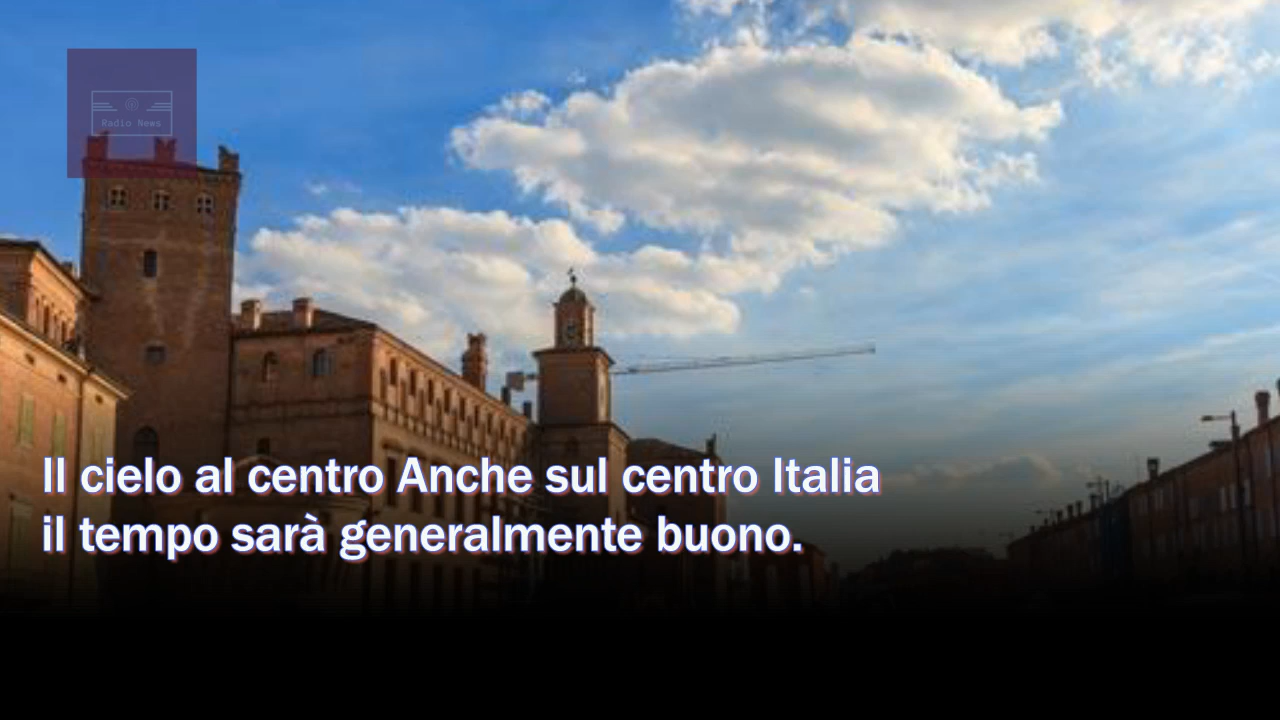 Radio News
Il cielo al centro Anche sul centro Italia
il tempo sarà generalmente buono.